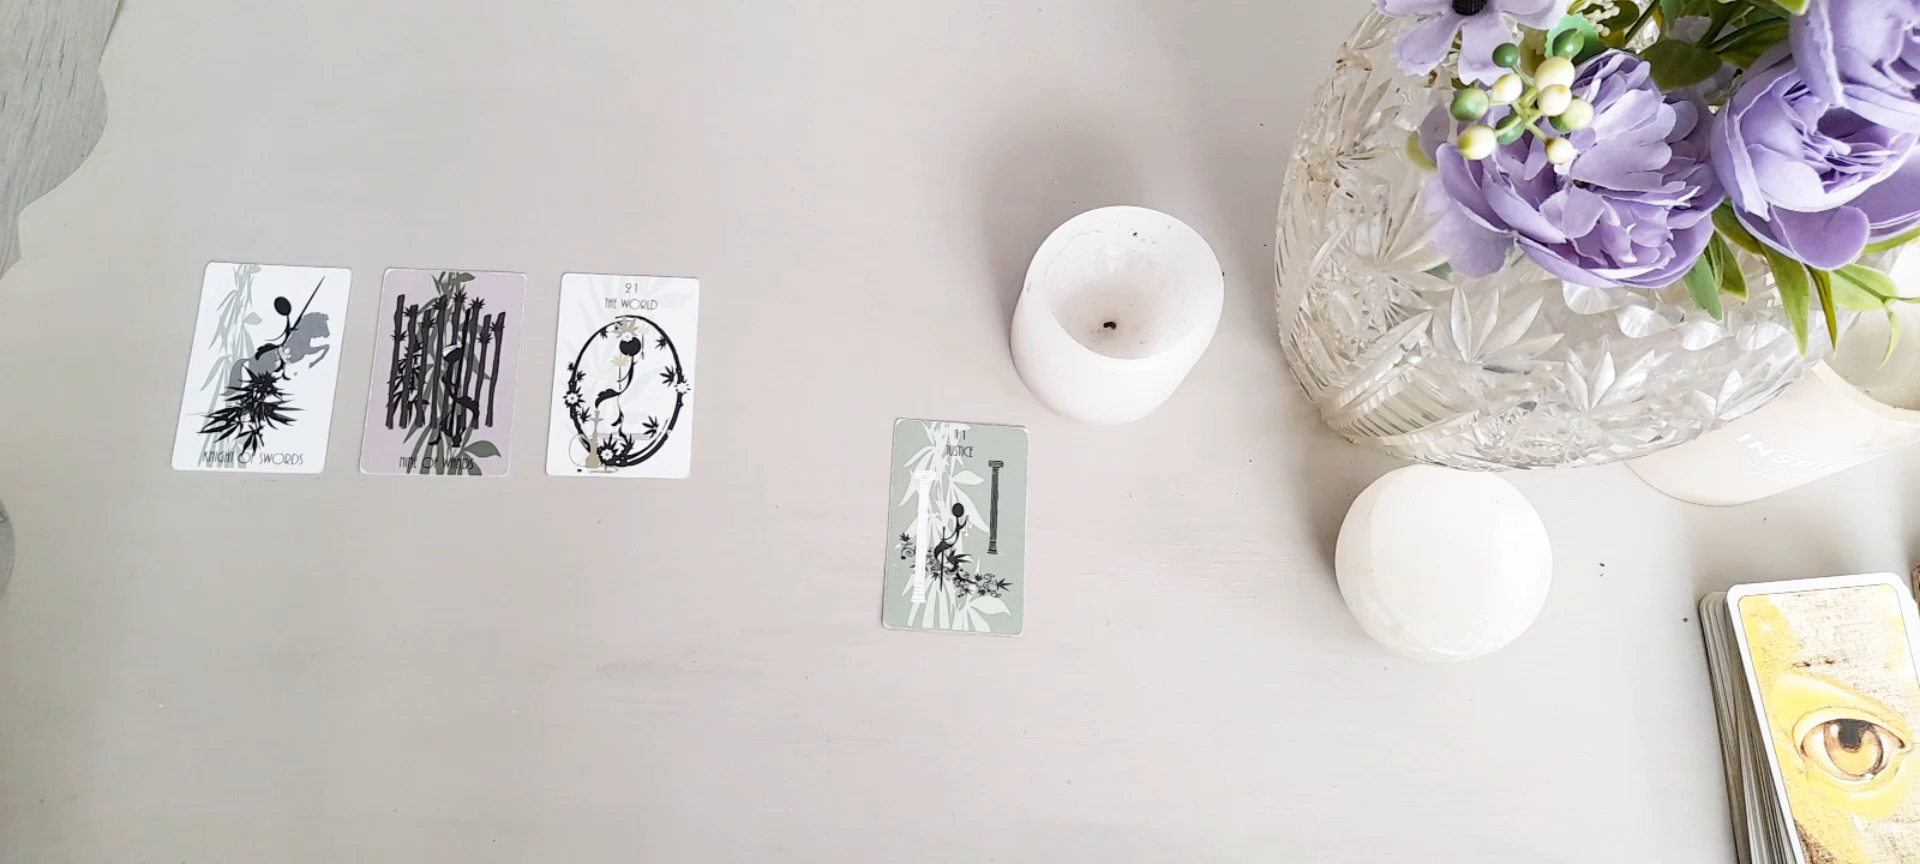 KNIGHT OF SWORDS
NINE OF WANDS
21
THE WORLD
11
JUSTICE